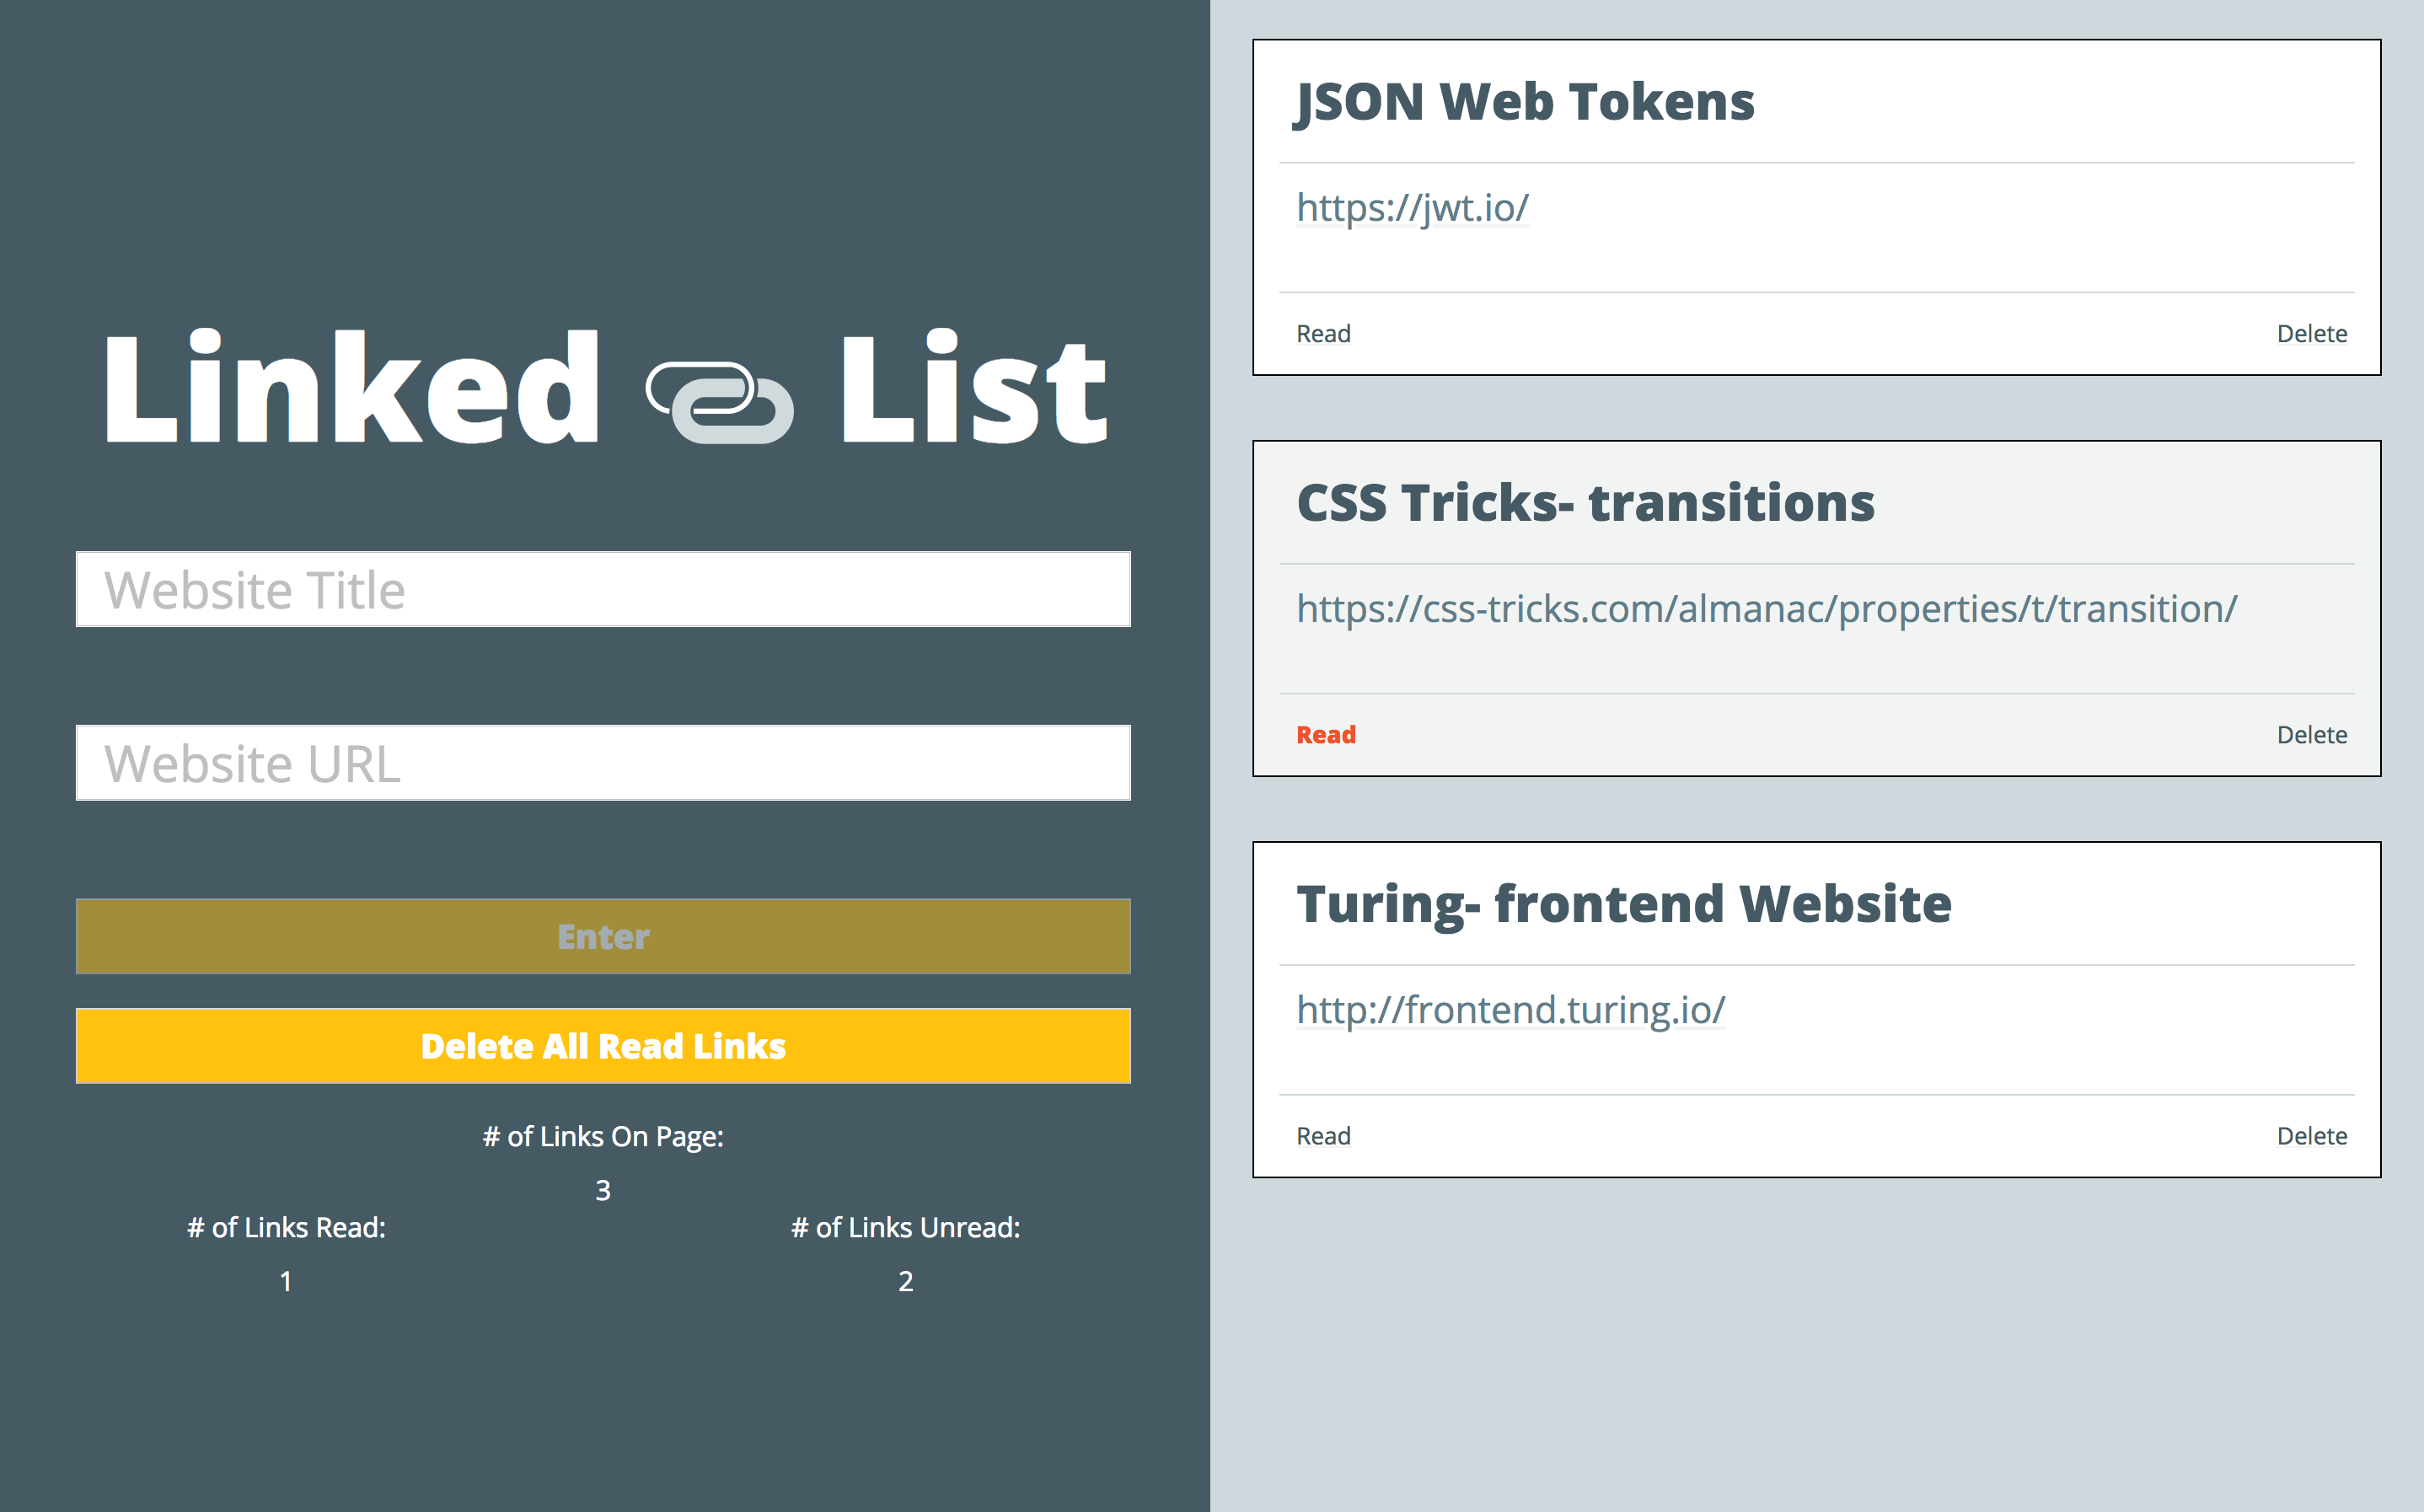 Linked List
Website Title
Website URL
Enter
Delete All Read Links
# of Links On Page:
3
# of Links Read:
1
# of Links Unread:
2
JSON Web Tokens
https://jwt.io/
Read Delete
CSS Tricks- transitions
https://css-tricks.com/almanac/properties/t/transition/
Read Delete
Turing- frontend Website
http://frontend.turing.io/
Read Delete